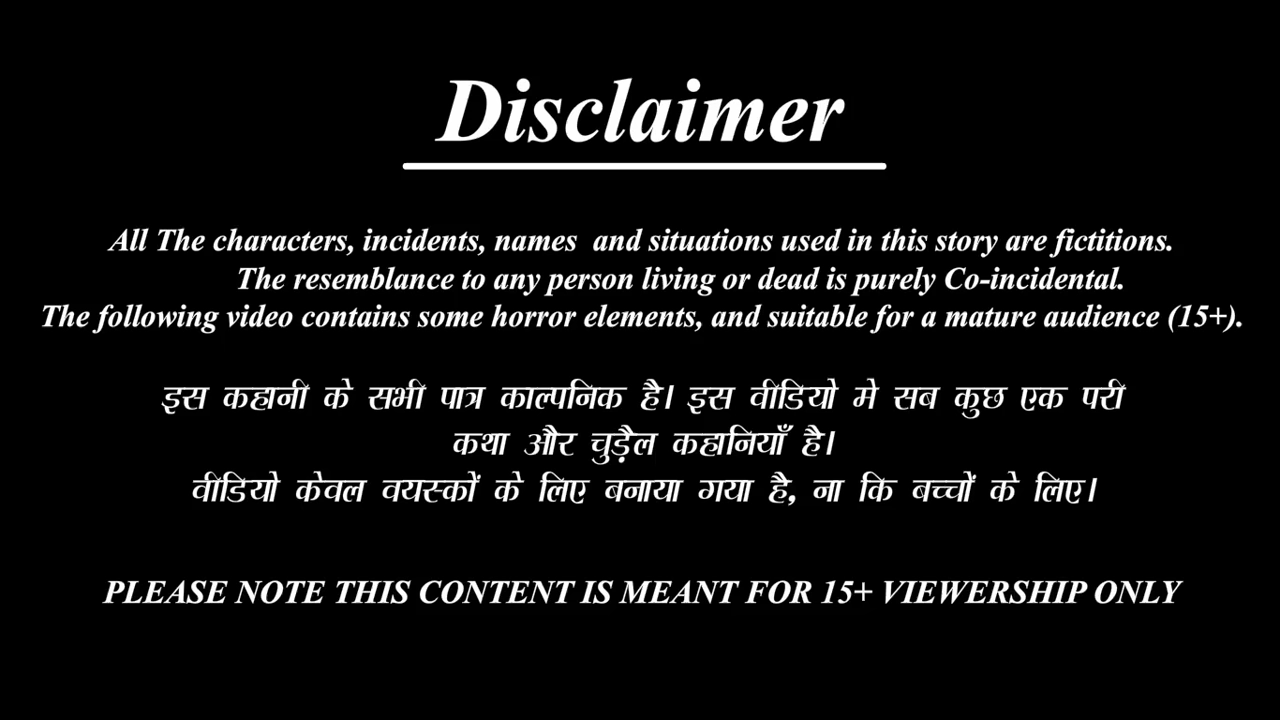 Disclaimer
All The characters, incidents, names and situations used in this story are fictitions.
The resemblance to any person living or dead is purely Co-incidental.
The following video contains some horror elements, and suitable for a mature audience (15+).
इस कहानी के सभी पात्र काल्पनिक है। इस वीडियो मे सब कुछ एक परी
कथा और चुड़ैल कहानियाँ है।
वीडियो केवल वयस्कों के लिए बनाया गया है, ना कि बच्चों के लिए।
PLEASE NOTE THIS CONTENT IS MEANT FOR 15+ VIEWERSHIP ONLY